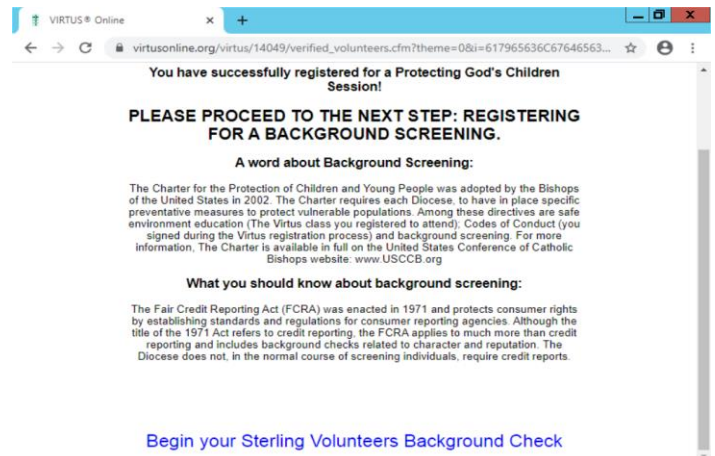 VIRTUS® Online
virtusonline.org/virtus/14049/verified_volunteers.cfm?theme=0&i=617965636C67646563...
You have successfully registered for a Protecting God's Children
Session!
PLEASE PROCEED TO THE NEXT STEP: REGISTERING
FOR A BACKGROUND SCREENING.
A word about Background Screening:
The Charter for the Protection of Children and Young People was adopted by the Bishops
of the United States in 2002. The Charter requires each Diocese, to have in place specific
preventative measures to protect vulnerable populations. Among these directives are safe
environment education (The Virtus class you registered to attend); Codes of Conduct (you
signed during the Virtus registration process) and background screening. For more
information, The Charter is available in full on the United States Conference of Catholic
Bishops website: www.USCCB.org
What you should know about background screening:
The Fair Credit Reporting Act (FCRA) was enacted in 1971 and protects consumer rights
by establishing standards and regulations for consumer reporting agencies. Although the
title of the 1971 Act refers to credit reporting, the FCRA applies to much more than credit
reporting and includes background checks related to character and reputation. The
Diocese does not, in the normal course of screening individuals, require credit reports.
Begin your Sterling Volunteers Background Check